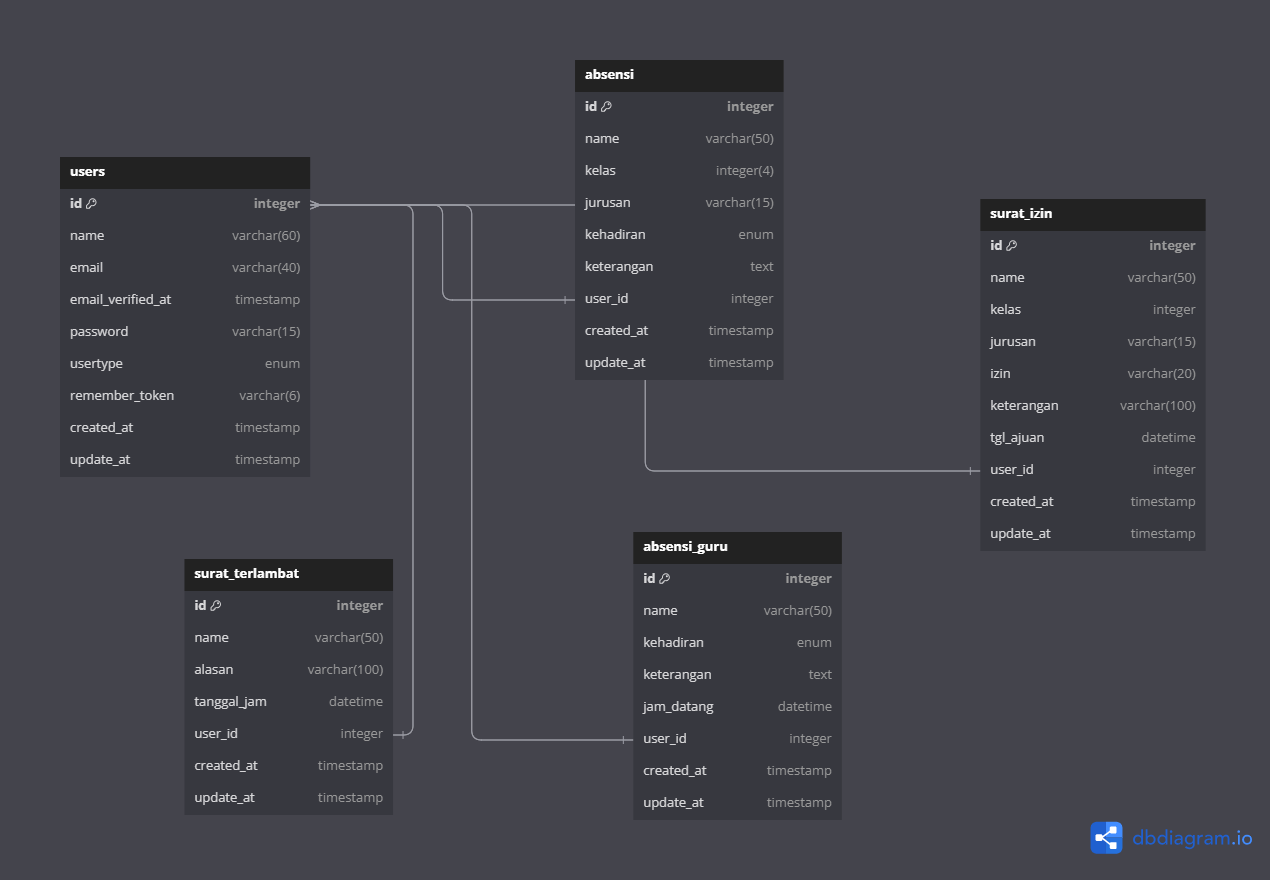 users
id integer
name varchar(60)
email varchar(40)
email_verified_at timestamp
password varchar(15)
usertype enum
remember_token varchar(6)
created_at timestamp
update_at timestamp
absensi
id integer
name varchar(50)
kelas integer(4)
jurusan varchar(15)
kehadiran enum
keterangan text
user_id integer
created_at timestamp
update_at timestamp
surat_izin
id integer
name varchar(50)
kelas integer
jurusan varchar(15)
izin varchar(20)
keterangan varchar(100)
tgl_ajuan datetime
user_id integer
created_at timestamp
update_at timestamp
surat_terlambat
id integer
name varchar(50)
alasan varchar(100)
tanggal_jam datetime
user_id integer
created_at timestamp
update_at timestamp
absensi_guru
id integer
name varchar(50)
kehadiran enum
keterangan text
jam_datang datetime
user_id integer
created_at timestamp
update_at timestamp
dbdiagram.io